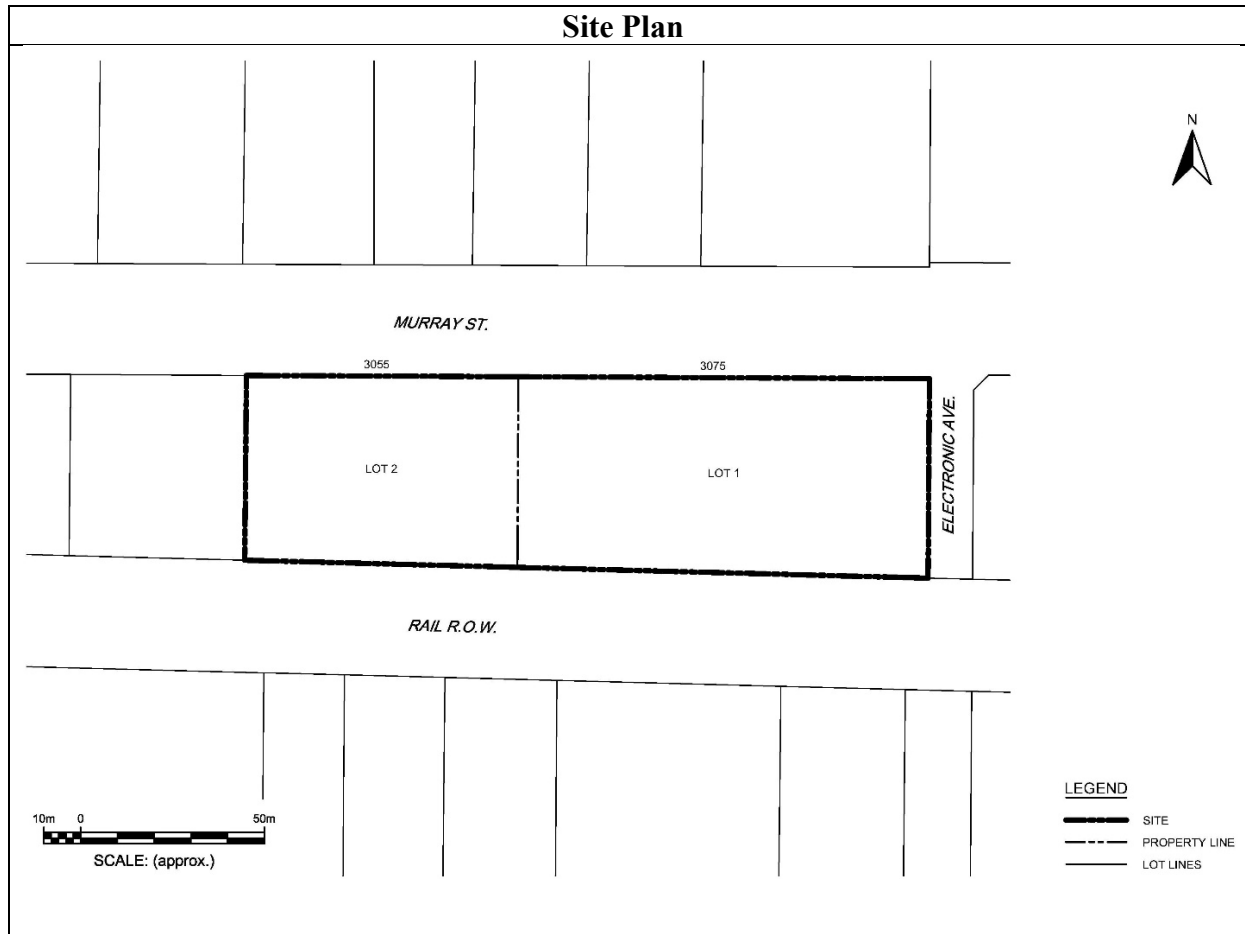 Site Plan
N
MURRAY ST.
3055
3075
LOT 2
LOT 1
ELECTRONIC AVE.
RAIL R.O.W.
10m 0 50m
SCALE: (approx.)
LEGEND
SITE
PROPERTY LINE
LOT LINES